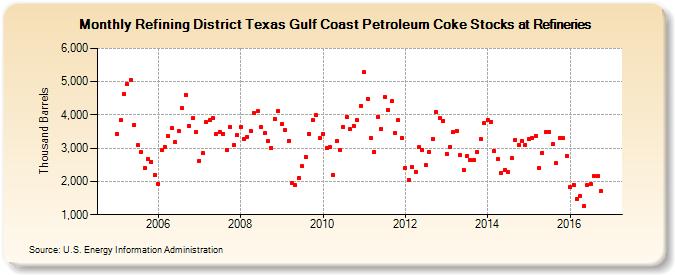 Monthly Refining District Texas Gulf Coast Petroleum Coke Stocks at Refineries
Thousand Barrels
6,000
5,000
4,000
3,000
2,000
1,000
2006 2008 2010 2012 2014 2016
Source: U.S. Energy Information Administration